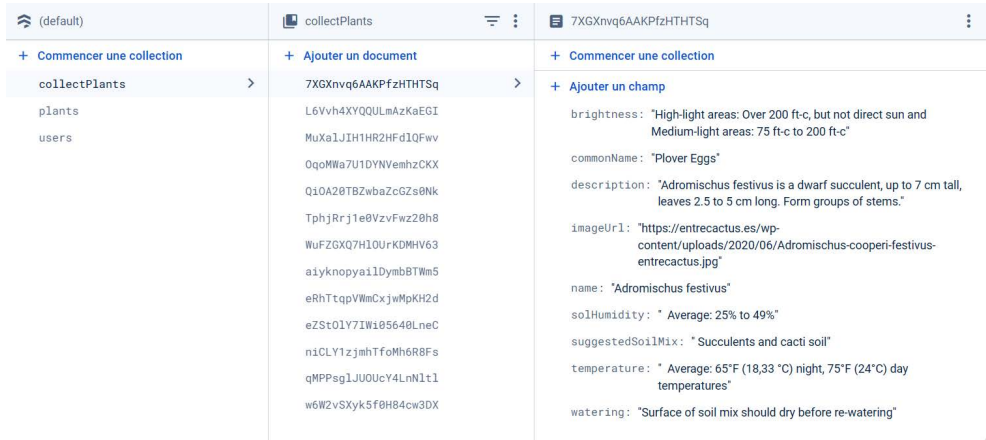 (default)
+ Commencer une collection
collectPlants
plants
users
collectPlants
+ Ajouter un document
7XGXnvq6AAKPfzHTHTSq
L6Vvh4XYQQULmAzKaEGI
MuXalJIH1HR2HFdlQFwv
OqoMWa7U1DYNVemhzCKX
QiOA20TBZwbaZcGZs0Nk
TphjRrj1e0VzvFwz20h8
WuFZGXQ7HlOUrKDMHV63
aiyknopyailDymbBTWm5
eRhTtqpVWmCxjwMpKH2d
eZStOlY7IWi05640LneC
niCLY1zjmhTfoMh6R8Fs
qMPPsglJUOUcY4LnNltl
w6W2vSXyk5f0H84cw3DX
7XGXnvq6AAKPfzHTHTSq
+ Commencer une collection
+ Ajouter un champ
brightness: "High-light areas: Over 200 ft-c, but not direct sun and
Medium-light areas: 75 ft-c to 200 ft-c"
commonName: "Plover Eggs"
description: "Adromischus festivus is a dwarf succulent, up to 7 cm tall,
leaves 2.5 to 5 cm long. Form groups of stems."
imageUrl: "https://entrecactus.es/wp-
content/uploads/2020/06/Adromischus-cooperi-festivus-
entrecactus.jpg"
name: "Adromischus festivus"
solHumidity: " Average: 25% to 49%"
suggestedSoilMix: " Succulents and cacti soil"
temperature: " Average: 65°F (18,33 °C) night, 75°F (24°C) day
temperatures"
watering: "Surface of soil mix should dry before re-watering"